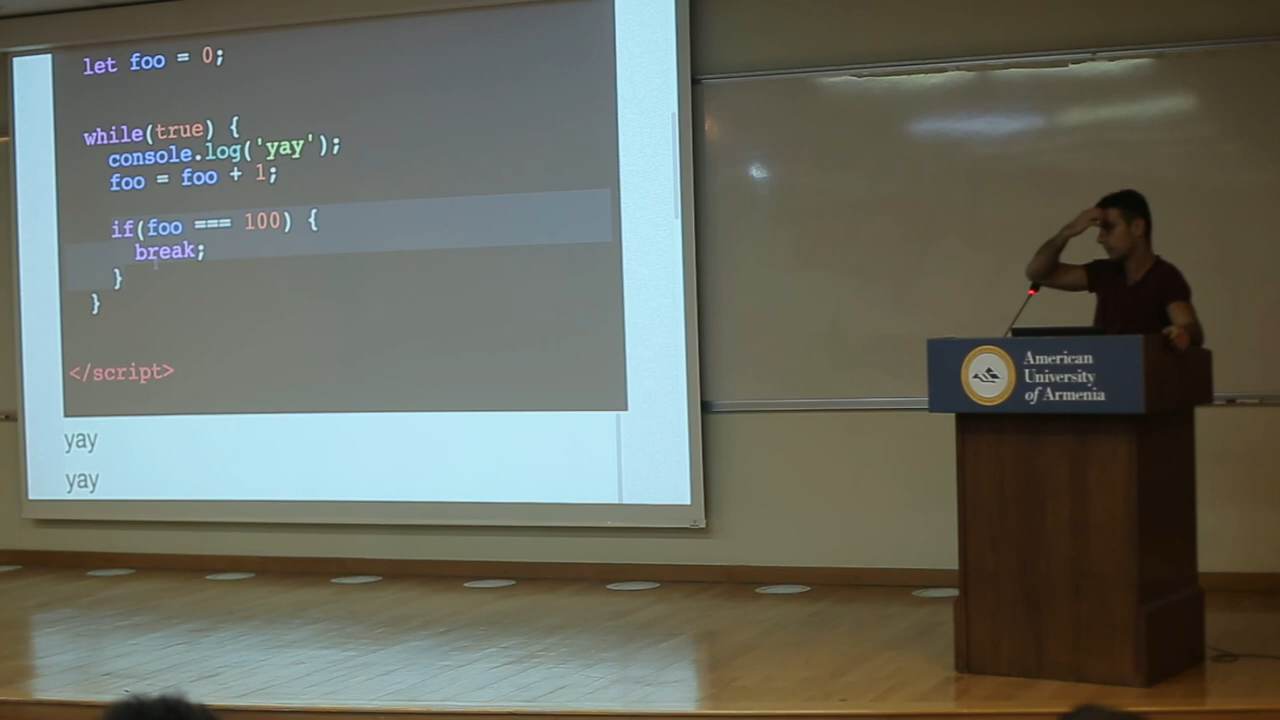 let foo = 0;
while(true) {
console.log('yay');
foo = foo + 1;
if(foo === 100) {
break;
}
}
</script>
yay
yay
American
University
of Armenia